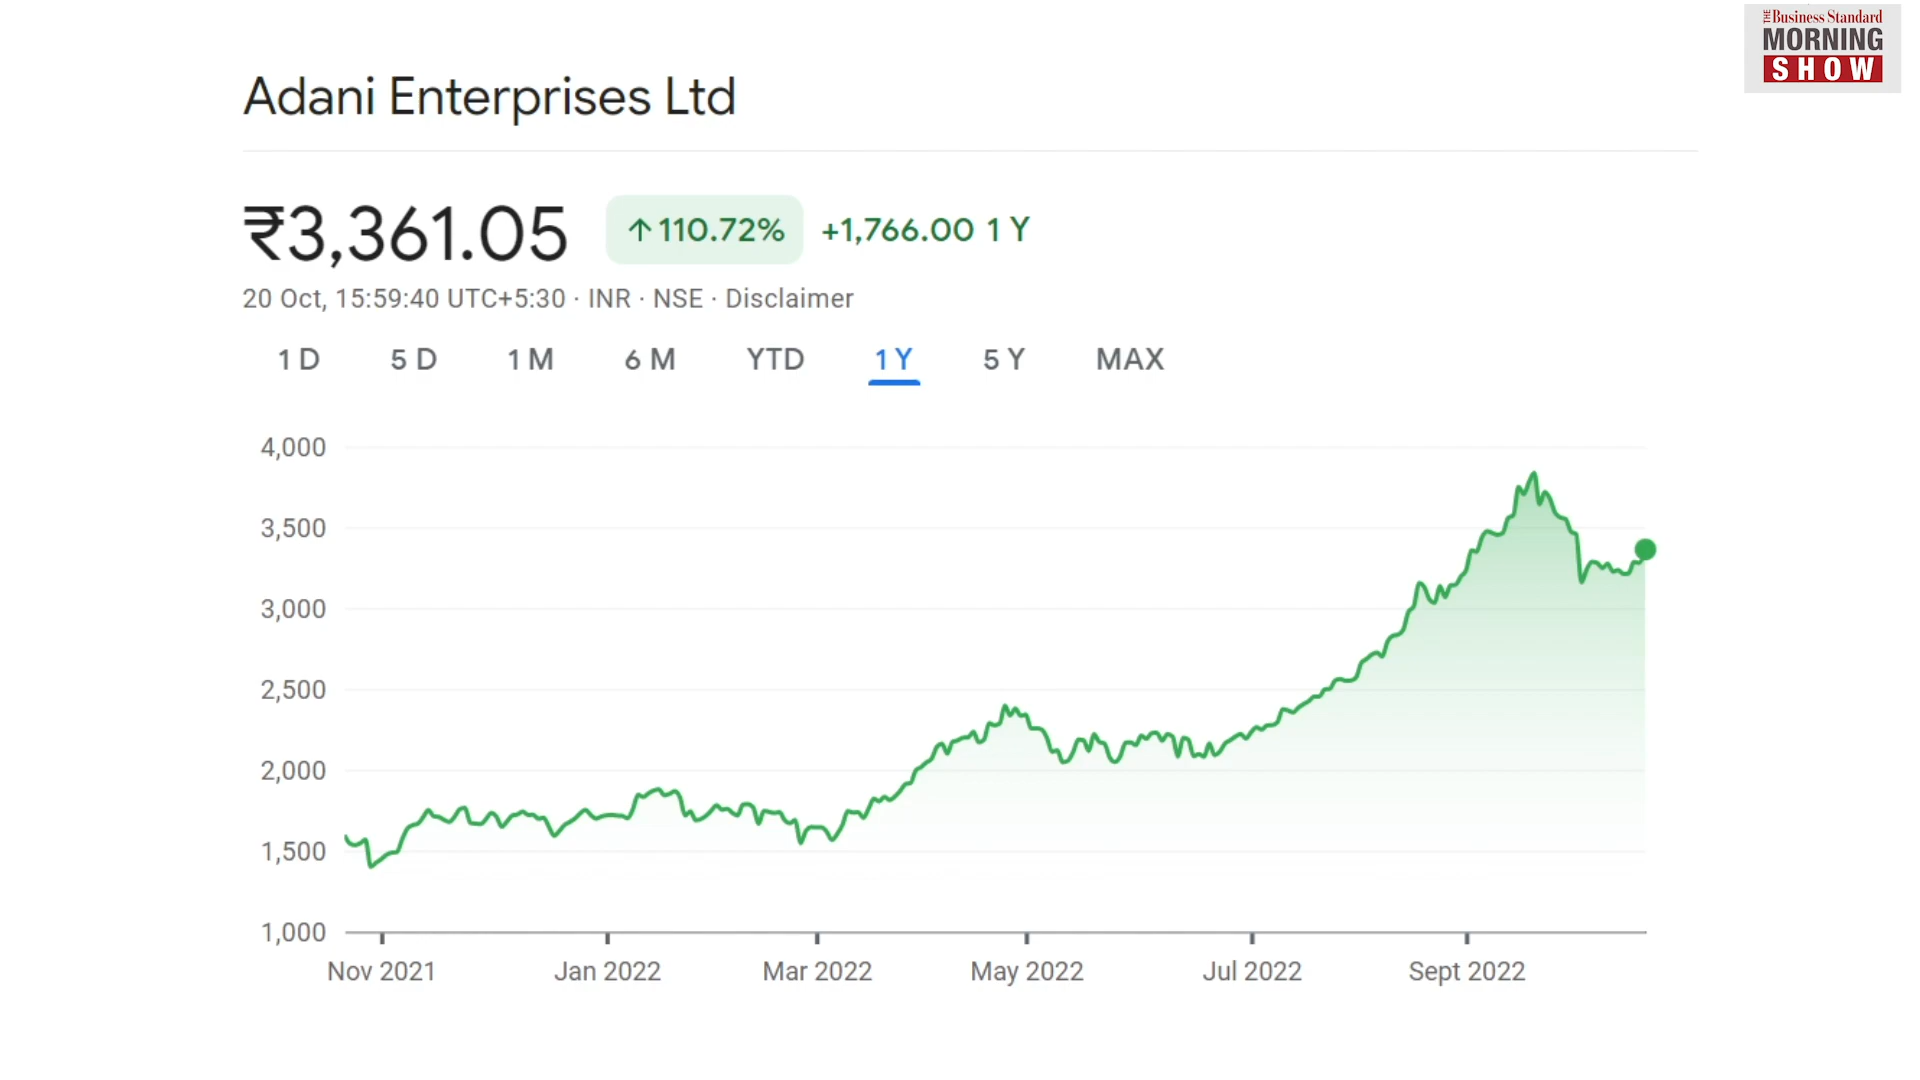 THE Business Standard
MORNING
SHOW
Adani Enterprises Ltd
₹3,361.05 ↑110.72% +1,766.00 1 Y
20 Oct, 15:59:40 UTC+5:30 · INR · NSE · Disclaimer
1 D 5 D 1 M 6 M YTD 1 Y 5 Y MAX
4,000
3,500
3,000
2,500
2,000
1,500
1,000
Nov 2021 Jan 2022 Mar 2022 May 2022 Jul 2022 Sept 2022